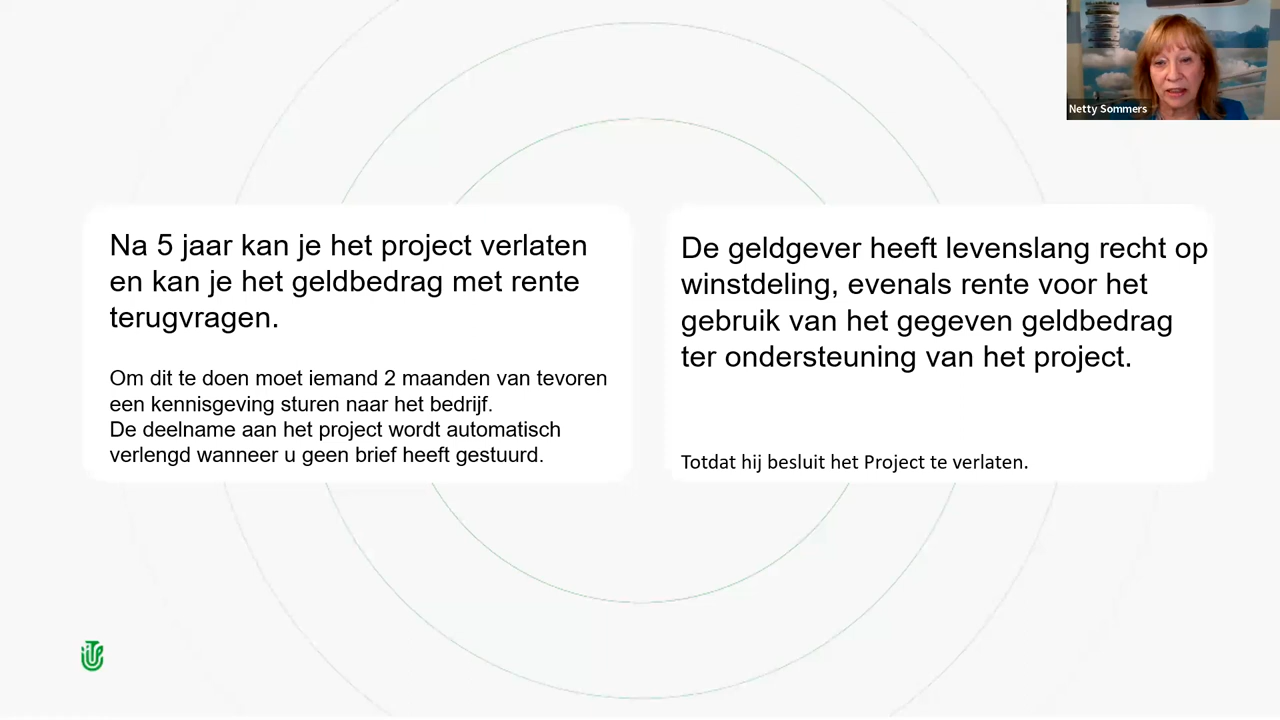 Netty Sommers
Na 5 jaar kan je het project verlaten
en kan je het geldbedrag met rente
terugvragen.
Om dit te doen moet iemand 2 maanden van tevoren
een kennisgeving sturen naar het bedrijf.
De deelname aan het project wordt automatisch
verlengd wanneer u geen brief heeft gestuurd.
De geldgever heeft levenslang recht op
winstdeling, evenals rente voor het
gebruik van het gegeven geldbedrag
ter ondersteuning van het project.
Totdat hij besluit het Project te verlaten.